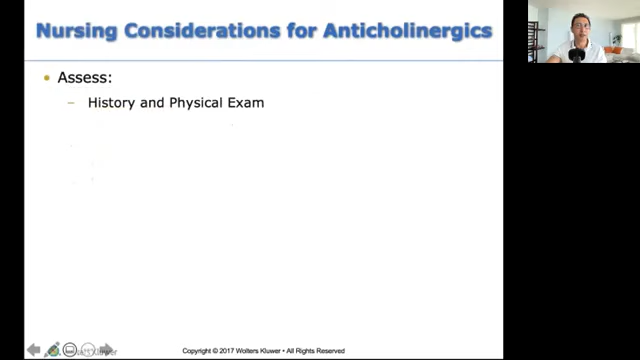 Nursing Considerations for Anticholinergics
• Assess:
– History and Physical Exam
Copyright © 2017 Wolters Kluwer • All Rights Reserved